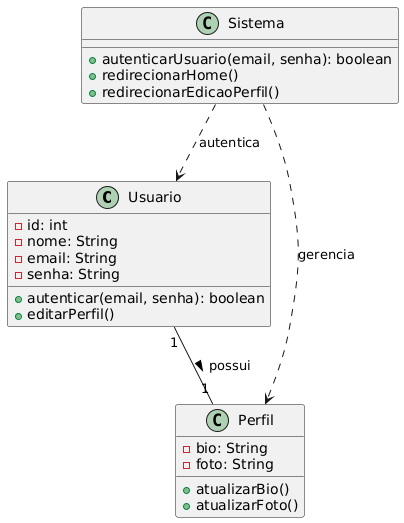 C Sistema
autenticarUsuario(email, senha): boolean
redirecionarHome()
redirecionarEdicaoPerfil()
autentica
C Usuario
id: int
nome: String
email: String
senha: String
autenticar(email, senha): boolean
editarPerfil()
gerencia
1
possui
1
C Perfil
bio: String
foto: String
atualizarBio()
atualizarFoto()